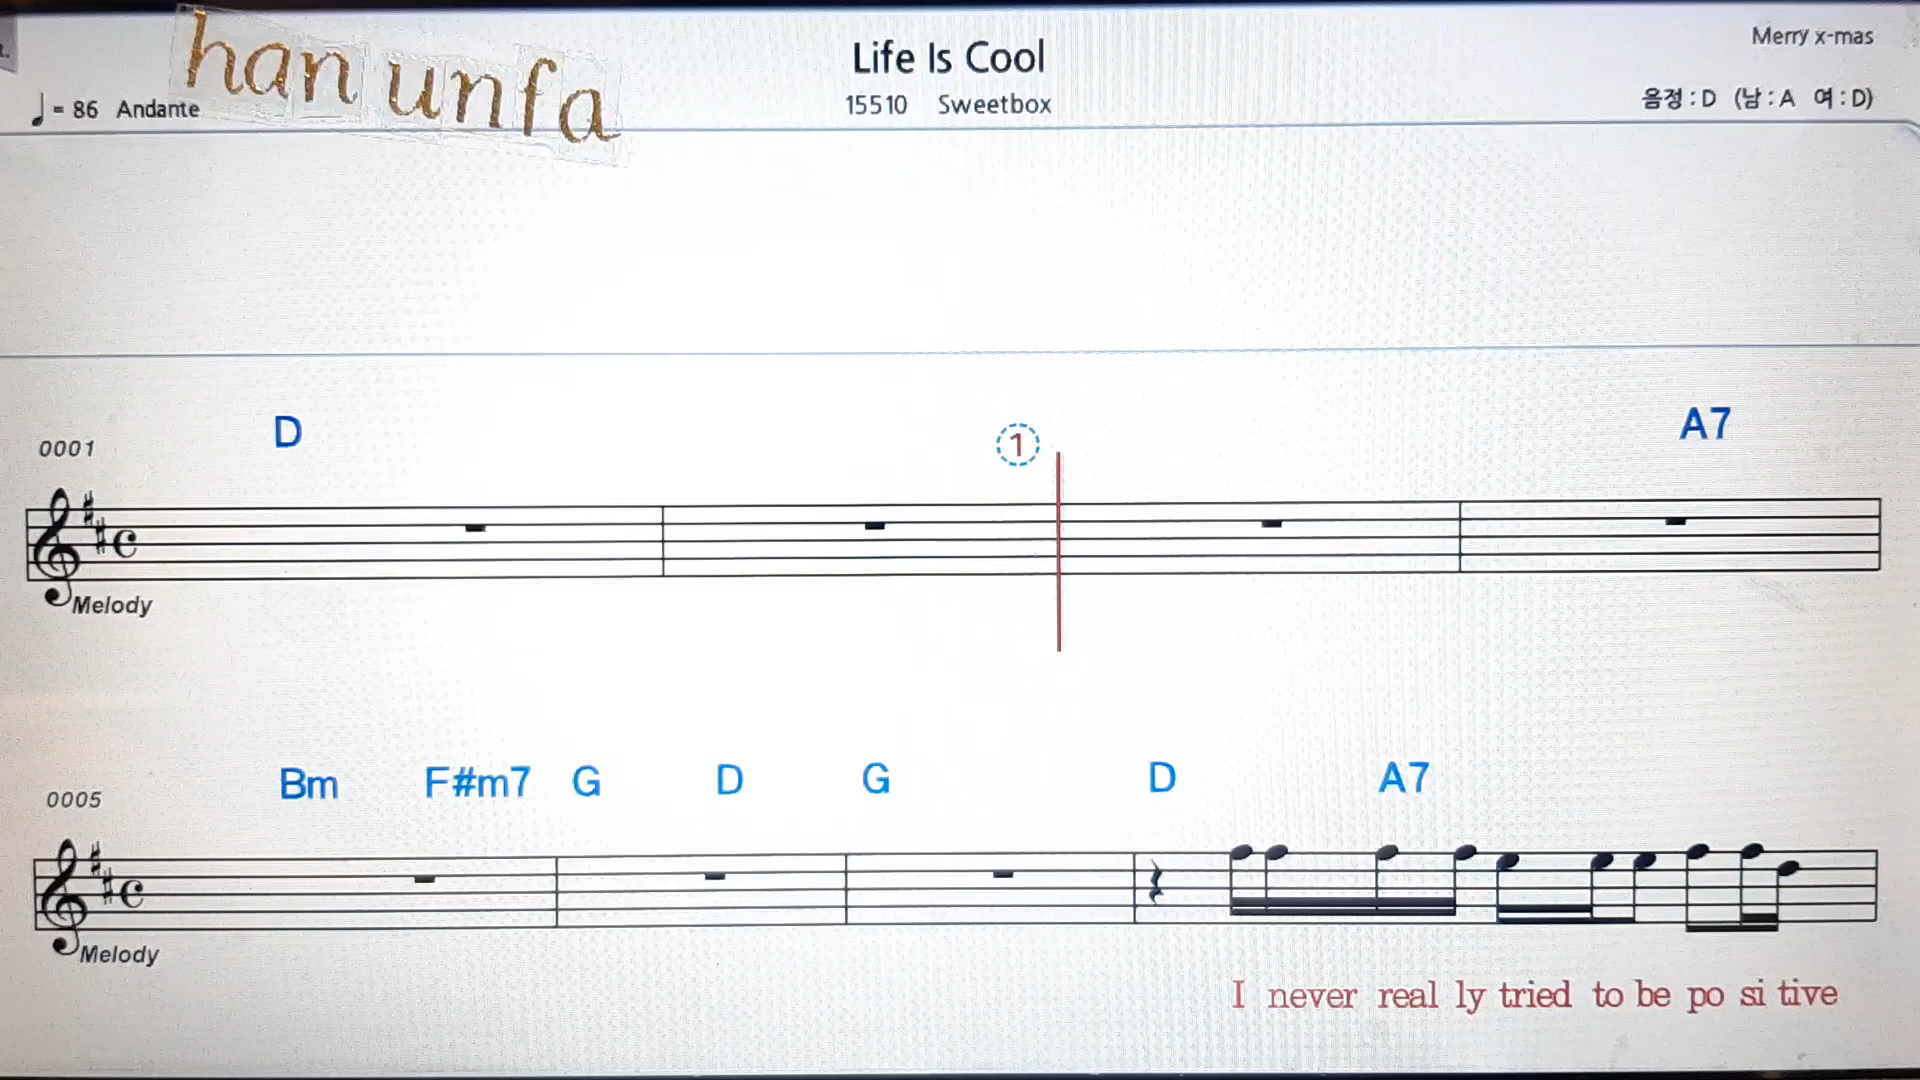 han unfa
Life Is Cool
Merry x-mas
= 86 Andante
15510 Sweetbox
음정 : D (남 : A 여 : D)
0001
D
1
A7
Melody
0005
Bm F#m7 G D G D A7
Melody
I never real ly tried to be po si tive